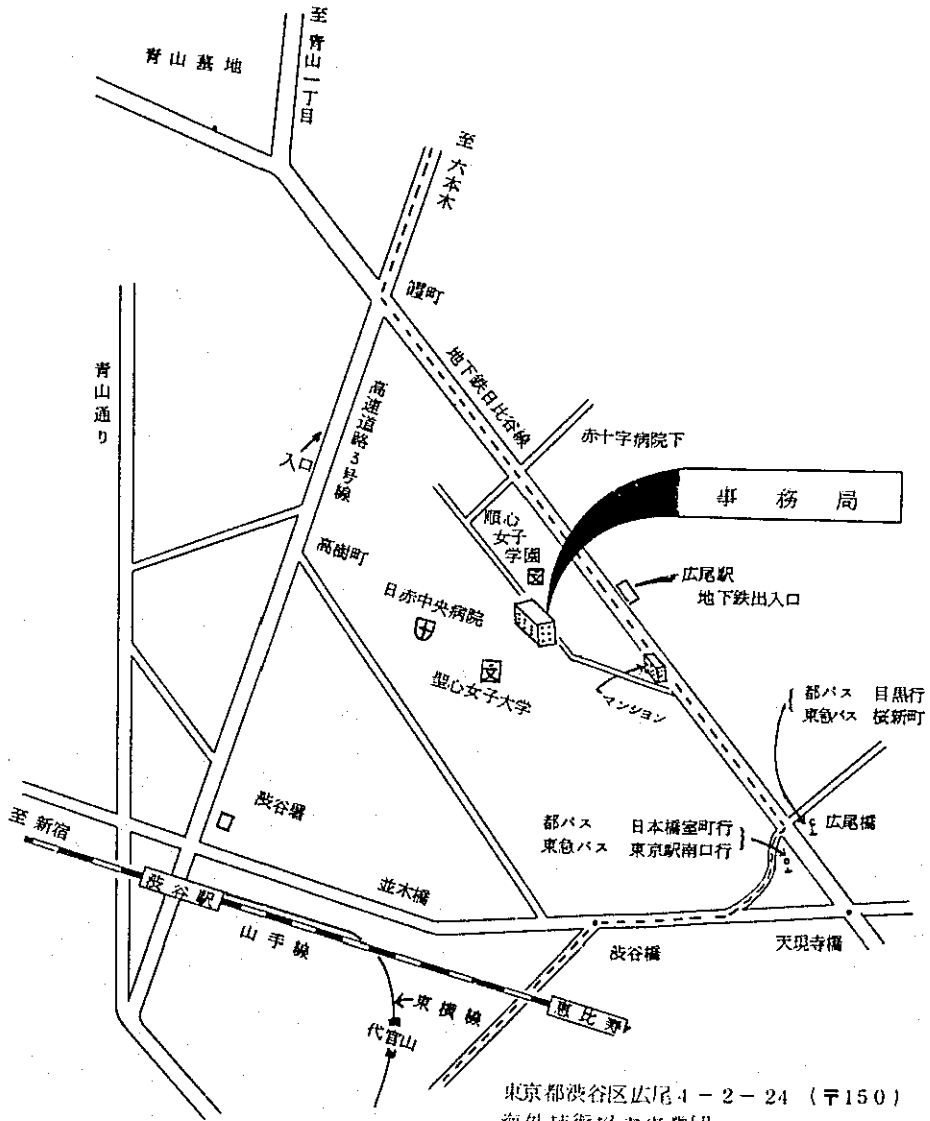 至青山一丁目
青山墓地
至六本木
霞町
青山通り
地下鉄日比谷線
高速道路3号線
入口
赤十字病院下
事務局
順心
女子
学園
高樹町
広尾駅
地下鉄出入口
日赤中央病院
聖心女子大学
マンション
都バス 目黒行
東急バス 桜新町
渋谷署
広尾橋
都バス 日本橋室町行
東急バス 東京駅南口行
至新宿
渋谷駅
並木橋
山手線
渋谷橋
天現寺橋
東横線
恵比寿
代官山
東京都渋谷区広尾4-2-24(〒150)